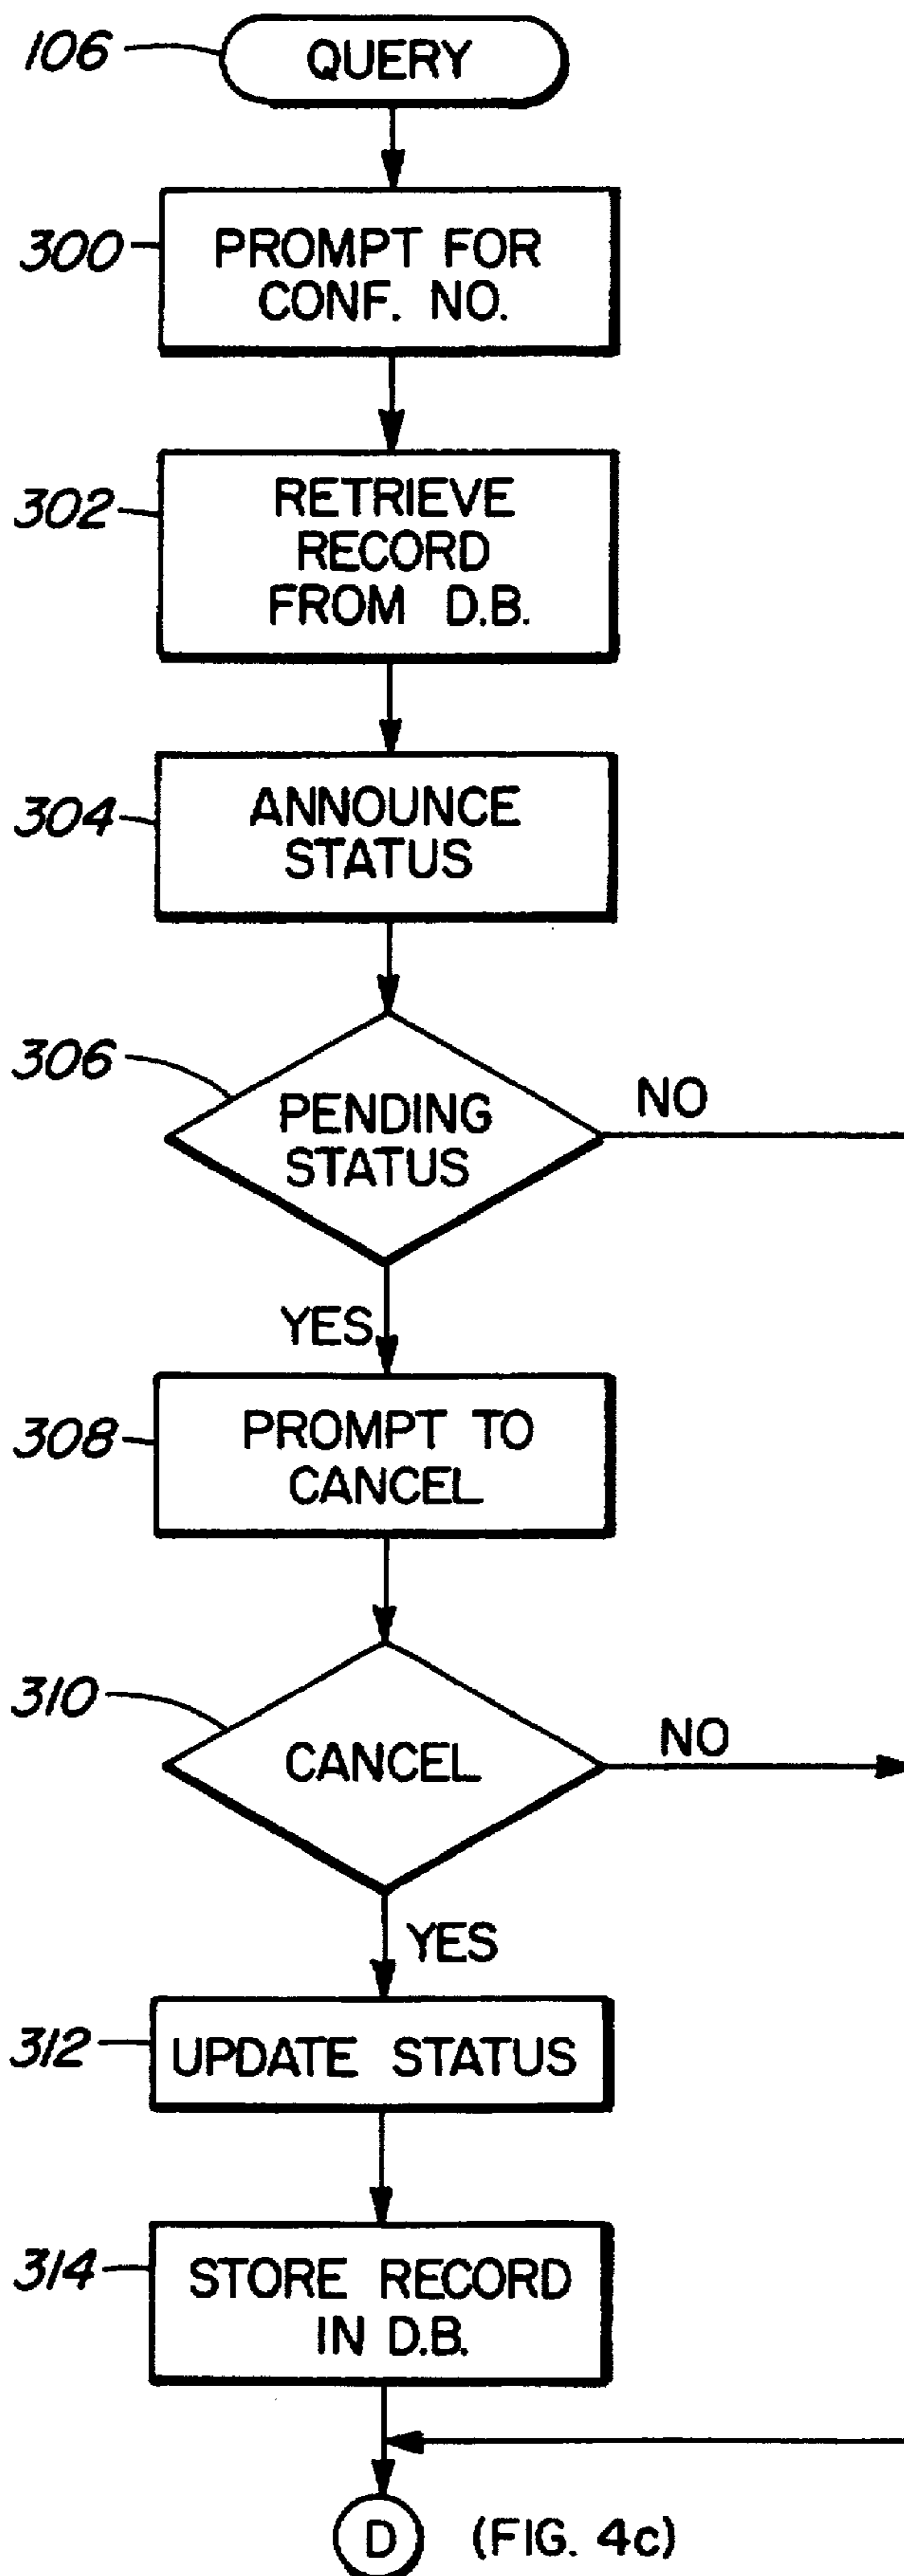 106
QUERY
300
PROMPT FOR
CONF. NO.
302
RETRIEVE
RECORD
FROM D.B.
304
ANNOUNCE
STATUS
306
PENDING
STATUS
NO
YES
308
PROMPT TO
CANCEL
310
CANCEL
NO
YES
312
UPDATE STATUS
314
STORE RECORD
IN D.B.
D (FIG. 4c)